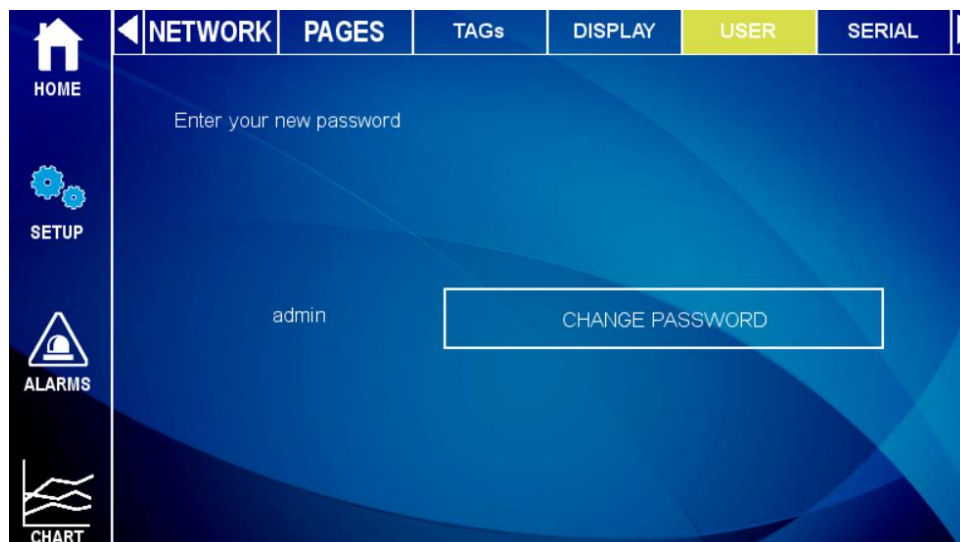 NETWORK PAGES TAGs DISPLAY USER SERIAL
HOME
Enter your new password
SETUP
admin CHANGE PASSWORD
ALARMS
CHART